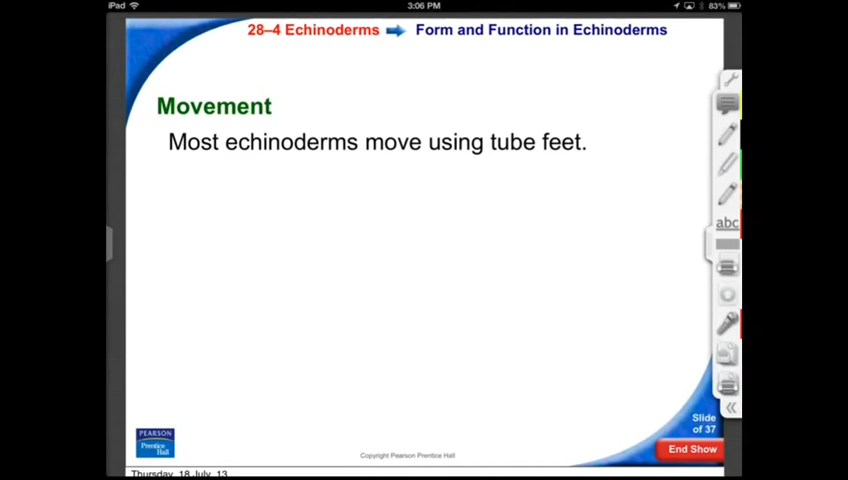 iPad 3:06 PM 83%
28–4 Echinoderms Form and Function in Echinoderms
Movement
Most echinoderms move using tube feet.
abc
Slide
of 37
End Show
PEARSON
Prentice
Hall
Copyright Pearson Prentice Hall
Thursday, 18 July, 13